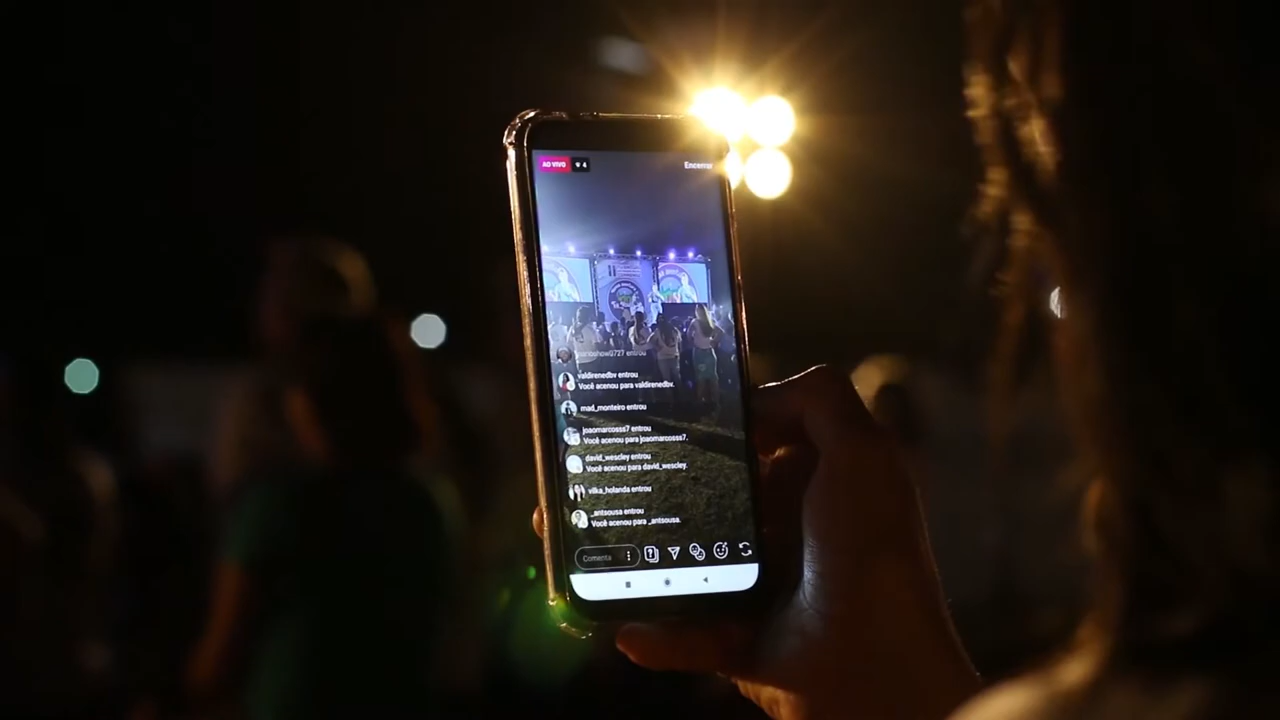 AO VIVO 4
Encerrar
valdirenedbv entrou
Você acenou para valdirenedbv.
mad_monteiro entrou
joaomarcosss7 entrou
Você acenou para joaomarcosss7.
david_wescley entrou
Você acenou para david_wescley.
vilka_holanda entrou
_antsousa entrou
Você acenou para _antsousa.
Comenta